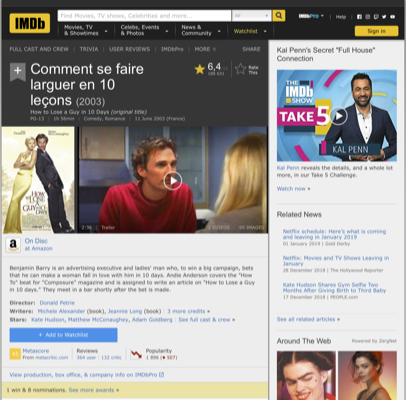 IMDb
Find Movies, TV shows, Celebrities and more...
All
IMDbPro
Help
Movies, TV
& Showtimes
Celebs, Events
& Photos
News &
Community
Watchlist
Sign in
FULL CAST AND CREW | TRIVIA | USER REVIEWS | IMDbPro | MORE
SHARE
Comment se faire
larguer en 10
leçons (2003)
6,4
Rate
This
How to Lose a Guy in 10 Days (original title)
PG-13 | 1h 56min | Comedy, Romance | 11 June 2003 (France)
HOW TO
LOSE
A GUY IN
10 DAYS
2:36 | Trailer
On Disc
at Amazon
Benjamin Barry is an advertising executive and ladies' man who, to win a big campaign, bets
that he can make a woman fall in love with him in 10 days. Andie Anderson covers the "How
To" beat for "Composure" magazine and is assigned to write an article on "How to Lose a
Guy in 10 days." They meet in a bar shortly after the bet is made.
Director: Donald Petrie
Writers: Michele Alexander (book), Jeannie Long (book) | 3 more credits »
Stars: Kate Hudson, Matthew McConaughey, Adam Goldberg | See full cast & crew »
+ Add to Watchlist
Metascore
From metacritic.com
Reviews
364 user | 132 critic
Popularity
View production, box office, & company info on IMDbPro
1 win & 8 nominations. See more awards »
Kal Penn's Secret "Full House"
Connection
THE
IMDb
SHOW
TAKE 5
KAL PENN
Kal Penn reveals the details, and a whole lot
more, in our Take 5 Challenge.
Watch now »
Related News
Netflix schedule: Here's what is coming
and leaving in January 2019
01 January 2019 | Gold Derby
Netflix: Movies and TV Shows Leaving in
January
28 December 2018 | The Hollywood Reporter
Kate Hudson Shares Gym Selfie Two
Months After Giving Birth to Third Baby
17 December 2018 | PEOPLE.com
See all related articles »
Around The Web
Powered by ZergNet